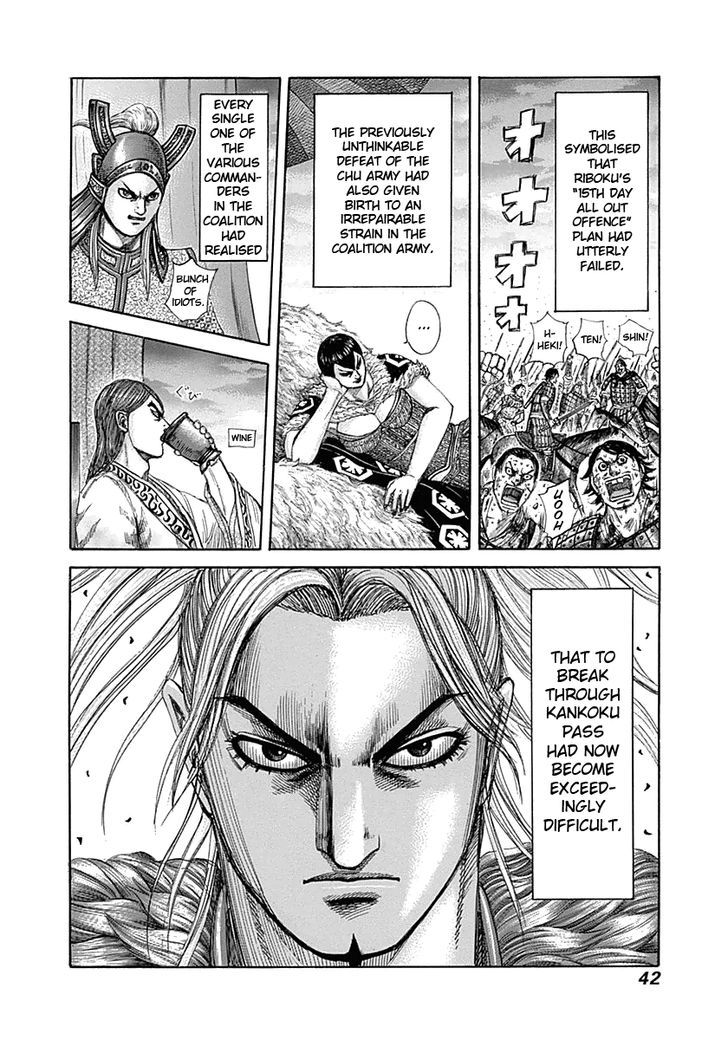 THIS
SYMBOLISED
THAT
RIBOKU'S
"15TH DAY
ALL OUT
OFFENCE"
PLAN HAD
UTTERLY
FAILED.
オオオオ
SHIN!
TEN!
H-
HEKI!
UOOH
THE PREVIOUSLY
UNTHINKABLE
DEFEAT OF THE
CHU ARMY HAD
ALSO GIVEN
BIRTH TO AN
IRREPAIRABLE
STRAIN IN THE
COALITION ARMY.
...
EVERY
SINGLE
ONE OF
THE
VARIOUS
COMMAN-
DERS
IN THE
COALITION
HAD
REALISED
BUNCH
OF
IDIOTS.
ぐび
WINE
THAT TO
BREAK
THROUGH
KANKOKU
PASS
HAD NOW
BECOME
EXCEED-
INGLY
DIFFICULT.
42